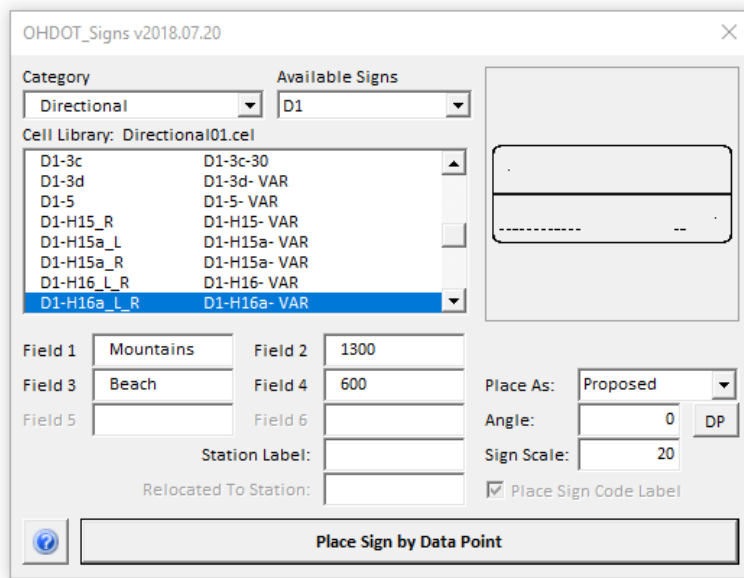 OHDOT_Signs v2018.07.20
Category Available Signs
Directional D1
Cell Library: Directional01.cel
D1-3c D1-3c-30
D1-3d D1-3d- VAR
D1-5 D1-5- VAR
D1-H15_R D1-H15- VAR
D1-H15a_L D1-H15a- VAR
D1-H15a_R D1-H15a- VAR
D1-H16_L_R D1-H16- VAR
D1-H16a_L_R D1-H16a- VAR
Field 1 Mountains Field 2 1300
Field 3 Beach Field 4 600 Place As: Proposed
Field 5 Field 6 Angle: 0 DP
Station Label: Sign Scale: 20
Relocated To Station: Place Sign Code Label
? Place Sign by Data Point